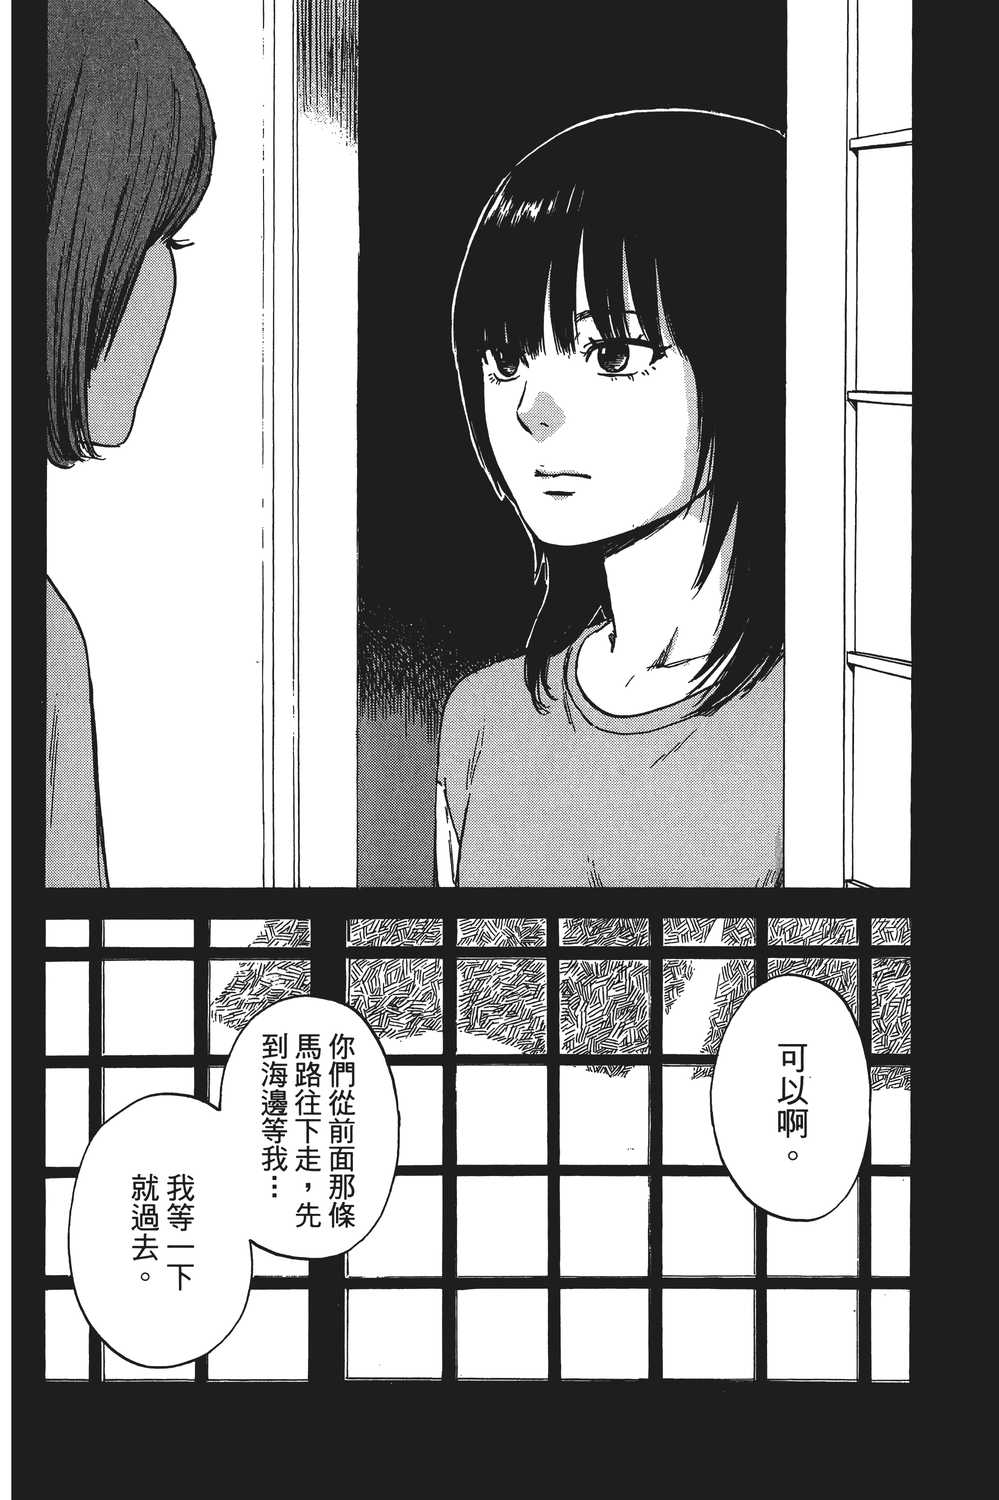 可以啊。
你們從前面那條
馬路往下走，先
到海邊等我…
我等一下
就過去。